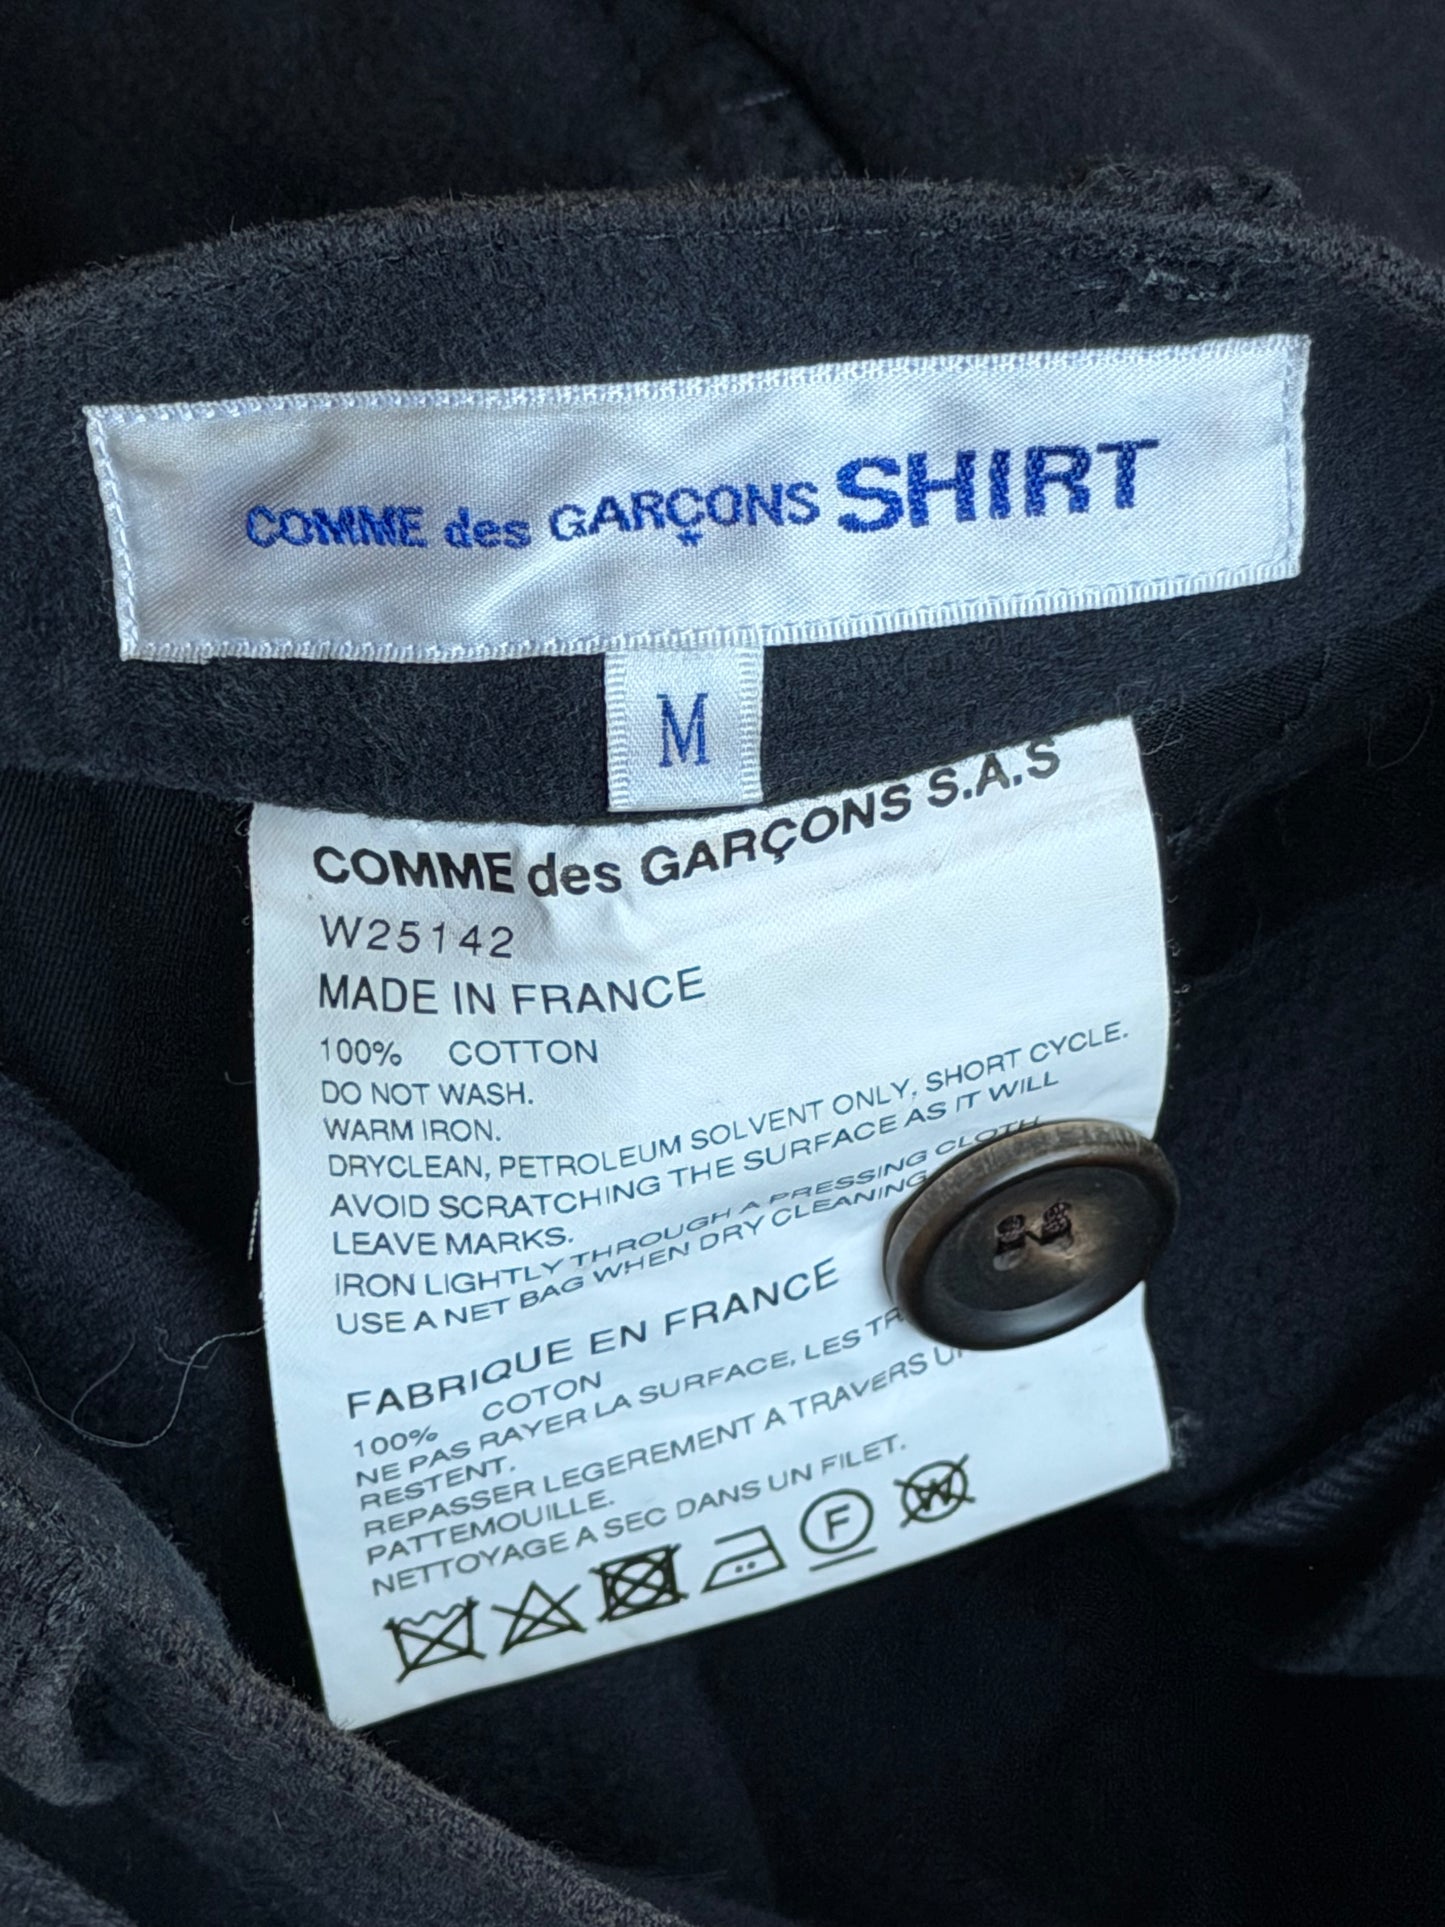 COMME des GARÇONS SHIRT
M
COMME des GARÇONS S.A.S
W25142
MADE IN FRANCE
100% COTTON
DO NOT WASH.
WARM IRON.
DRYCLEAN, PETROLEUM SOLVENT ONLY, SHORT CYCLE.
AVOID SCRATCHING THE SURFACE AS IT WILL
LEAVE MARKS.
IRON LIGHTLY THROUGH A PRESSING CLOTH
USE A NET BAG WHEN DRY CLEANING
FABRIQUE EN FRANCE
100% COTON
NE PAS RAYER LA SURFACE, LES
RESTENT.
REPASSER LEGEREMENT A TRAVERS
PATTEMOUILLE.
NETTOYAGE A SEC DANS UN FILET.
F
W